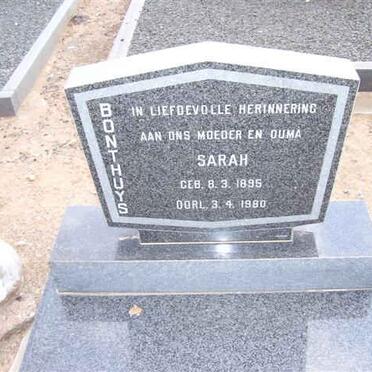 BONTHUYS
IN LIEFDEVOLLE HERINNERING
AAN ONS MOEDER EN OUMA
SARAH
GEB. 8. 3. 1895
OORL. 3. 4. 1980